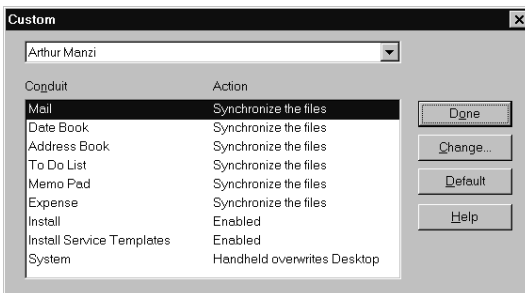 Custom
Arthur Manzi
Conduit Action
Mail Synchronize the files
Date Book Synchronize the files
Address Book Synchronize the files
To Do List Synchronize the files
Memo Pad Synchronize the files
Expense Synchronize the files
Install Enabled
Install Service Templates Enabled
System Handheld overwrites Desktop
Done
Change...
Default
Help